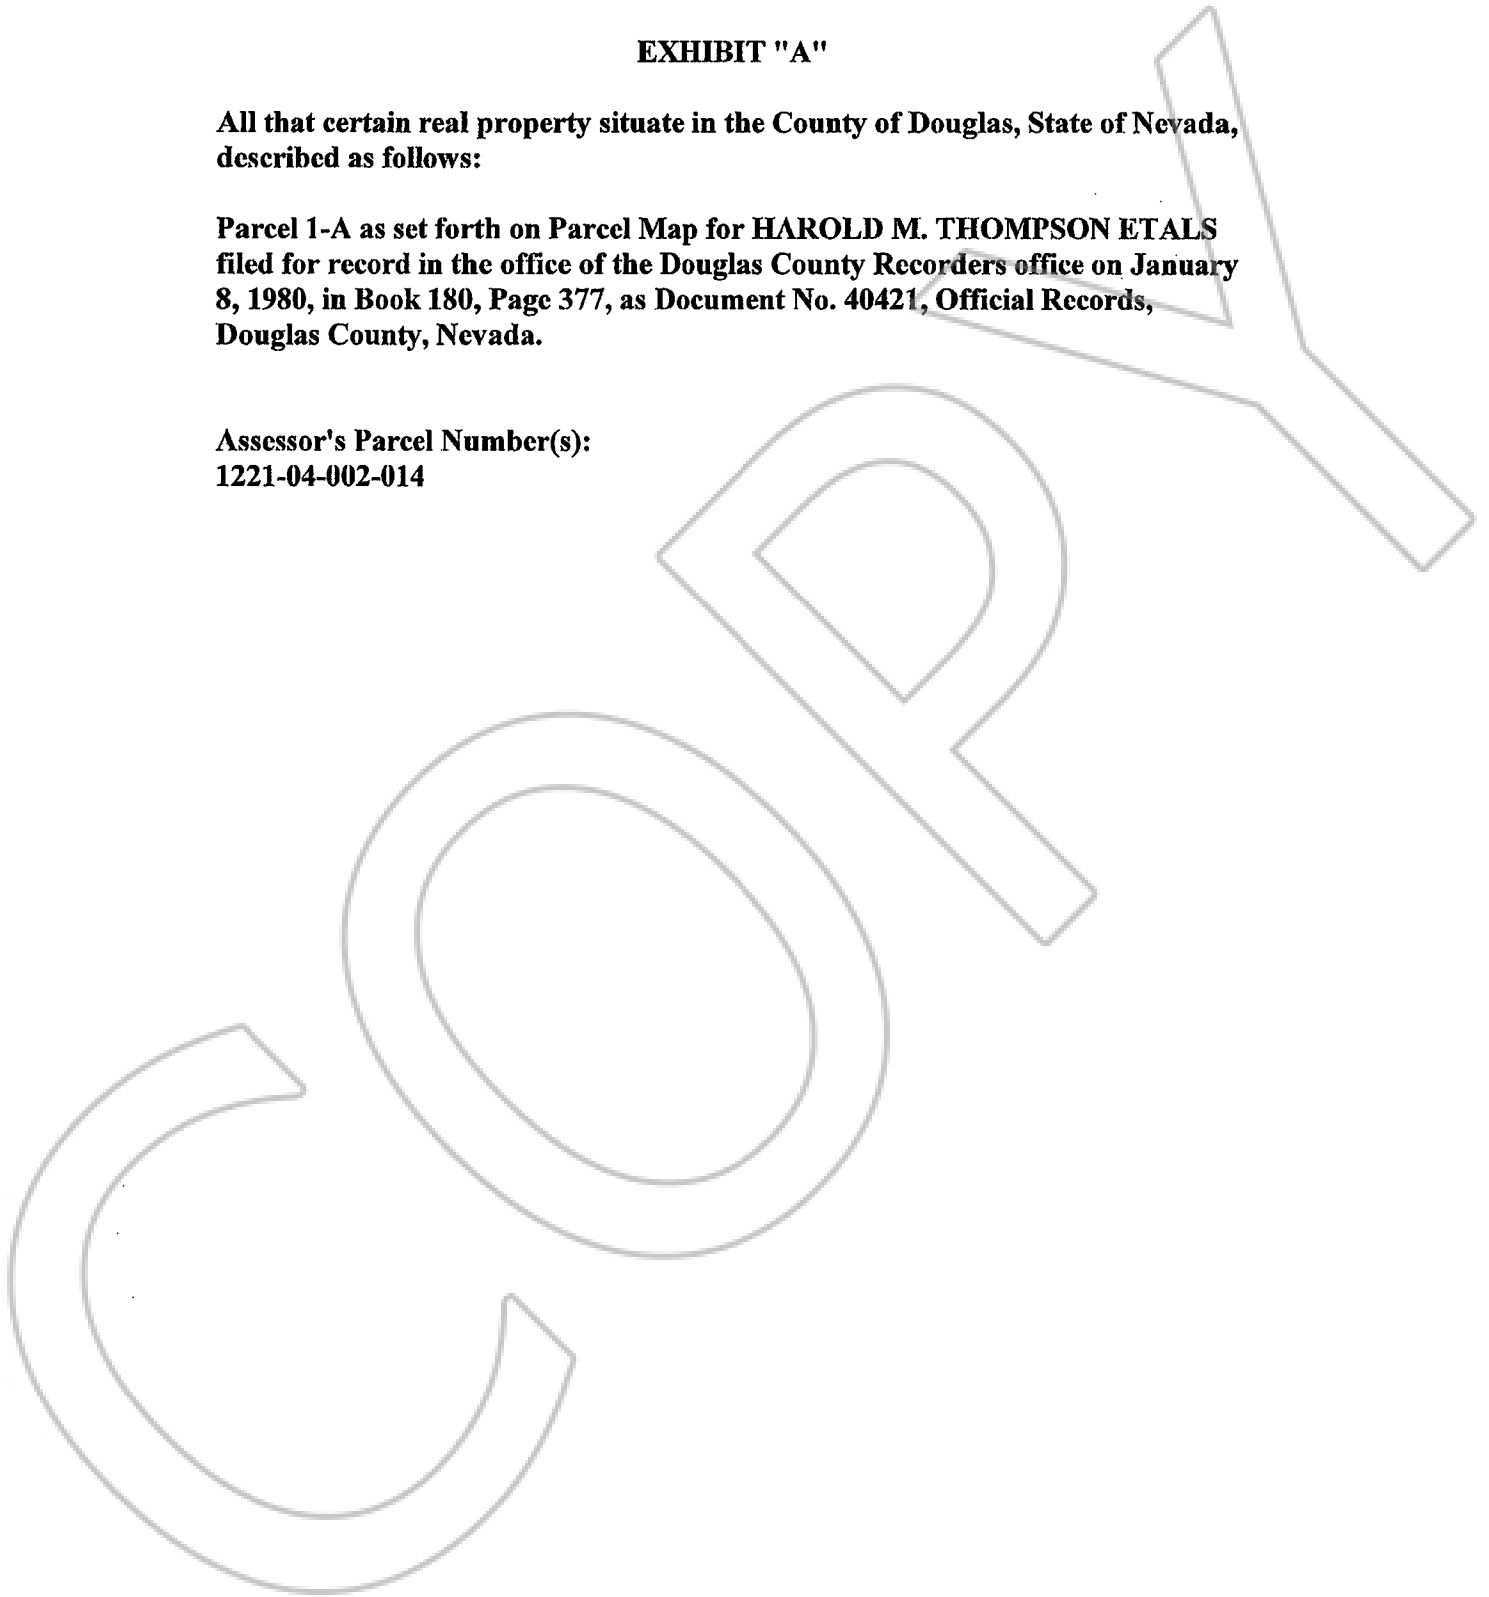 EXHIBIT "A"
All that certain real property situate in the County of Douglas, State of Nevada,
described as follows:
Parcel 1-A as set forth on Parcel Map for HAROLD M. THOMPSON ETALS
filed for record in the office of the Douglas County Recorders office on January
8, 1980, in Book 180, Page 377, as Document No. 40421, Official Records,
Douglas County, Nevada.
Assessor's Parcel Number(s):
1221-04-002-014
COPY